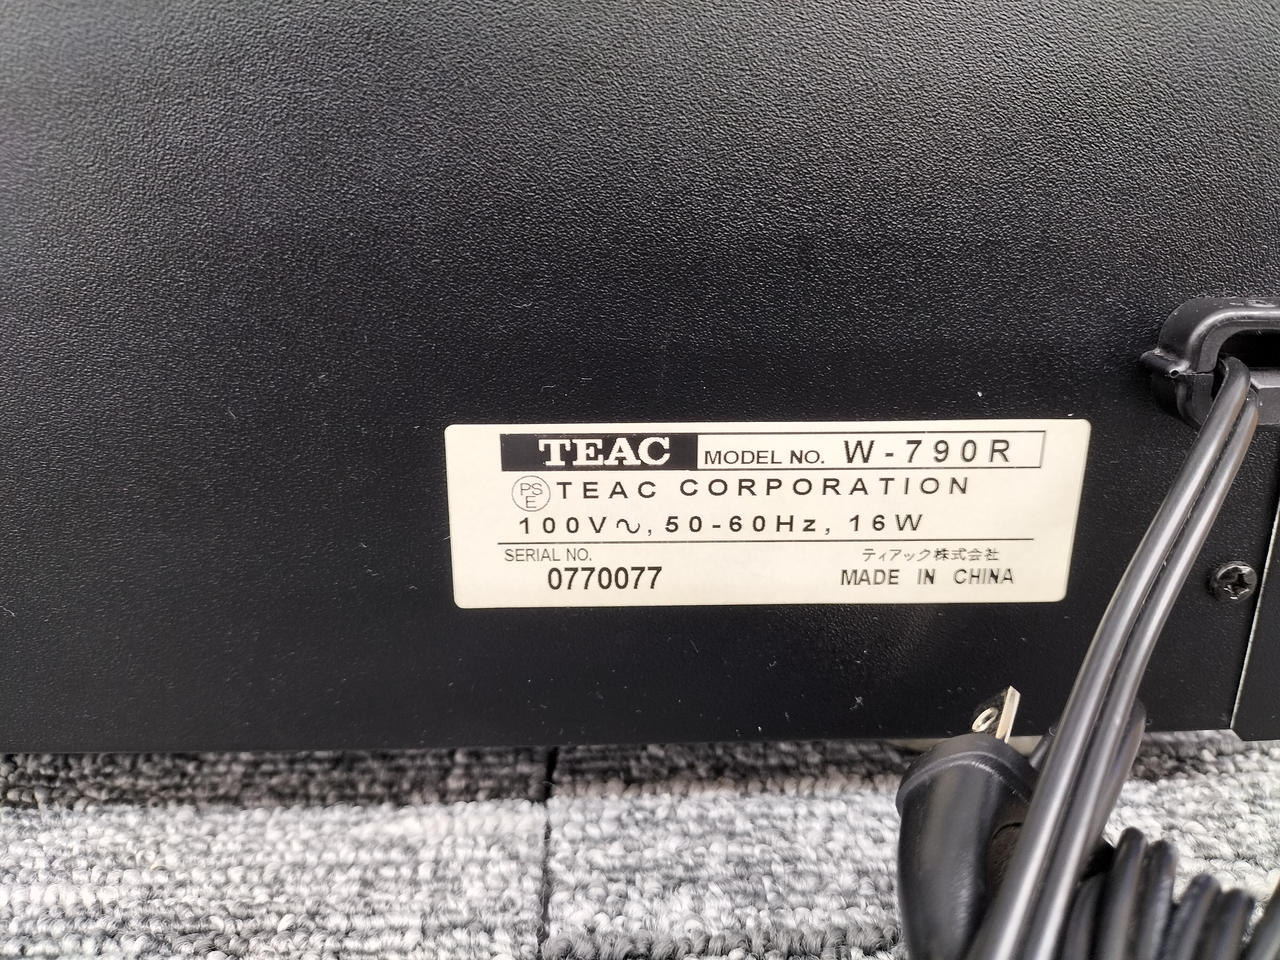 TEAC MODEL NO. W-790R
PSE TEAC CORPORATION
100V∿, 50-60Hz, 16W
SERIAL NO. ティアック株式会社
0770077 MADE IN CHINA